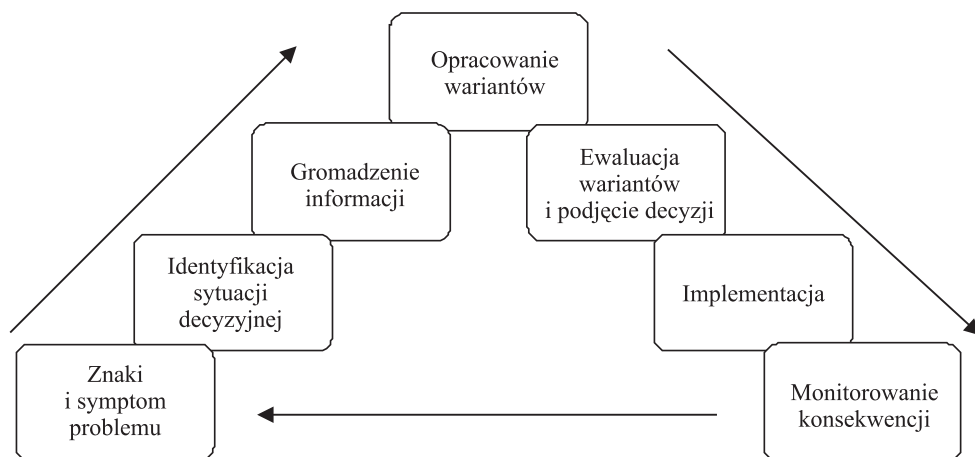 Opracowanie
wariantów
Gromadzenie
informacji
Ewaluacja
wariantów
i podjęcie decyzji
Identyfikacja
sytuacji
decyzyjnej
Implementacja
Znaki
i symptom
problemu
Monitorowanie
konsekwencji